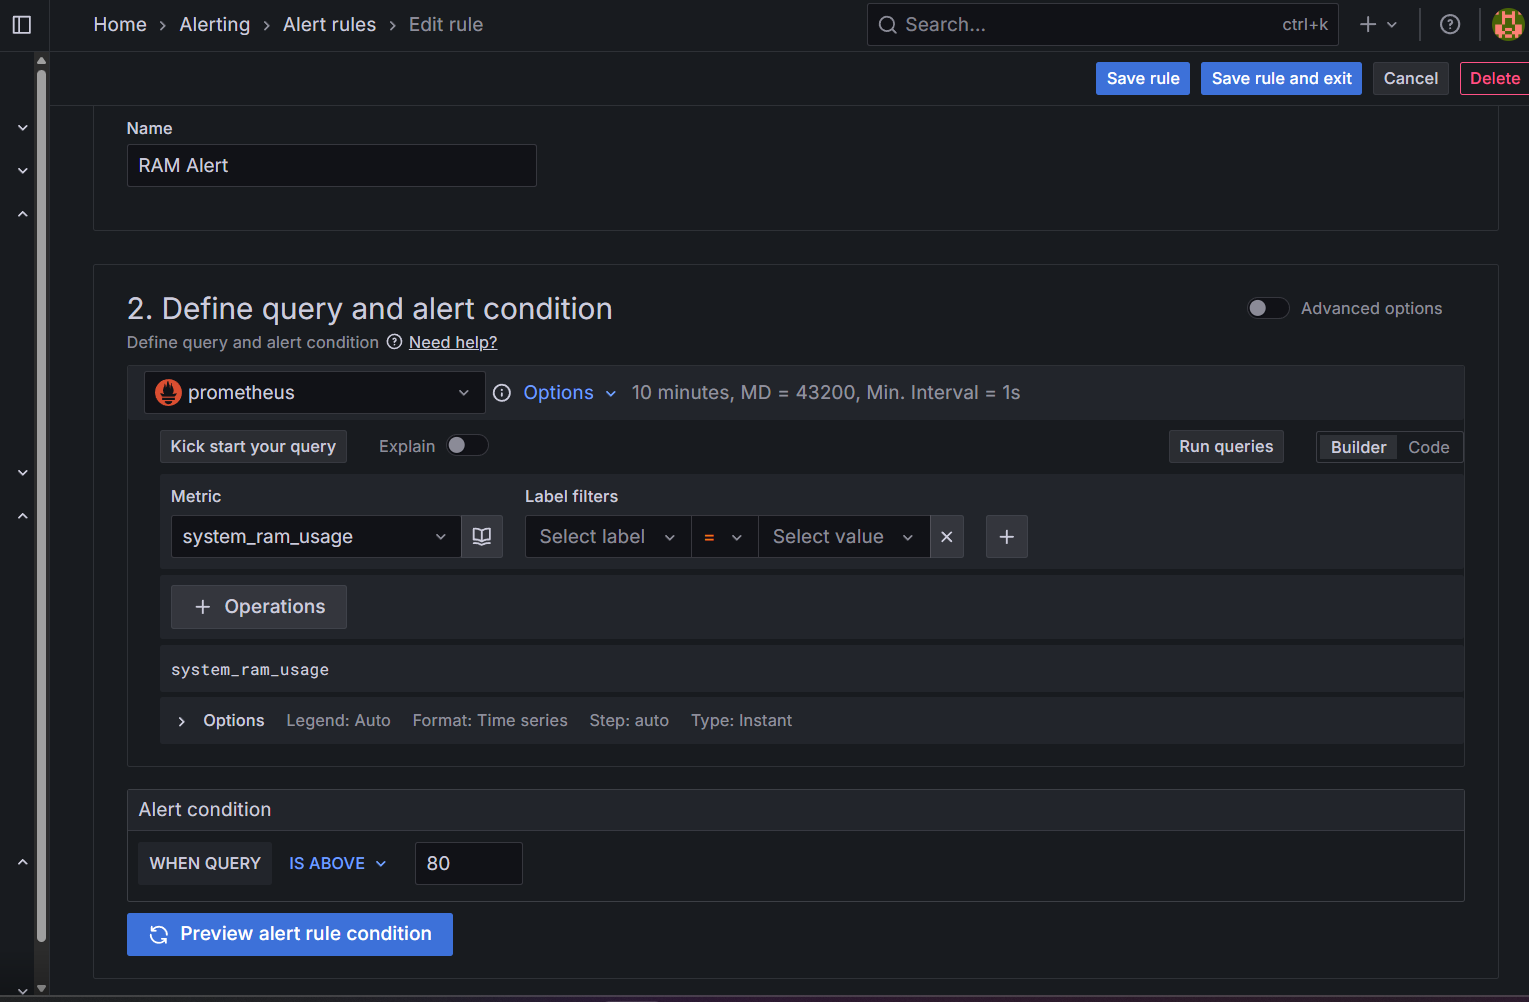 Home > Alerting > Alert rules > Edit rule
Search... ctrl+k
Save rule Save rule and exit Cancel Delete
Name
RAM Alert
2. Define query and alert condition
Advanced options
Define query and alert condition Need help?
prometheus Options 10 minutes, MD = 43200, Min. Interval = 1s
Kick start your query Explain Run queries Builder Code
Metric Label filters
system_ram_usage Select label = Select value
+ Operations
system_ram_usage
Options Legend: Auto Format: Time series Step: auto Type: Instant
Alert condition
WHEN QUERY IS ABOVE 80
Preview alert rule condition